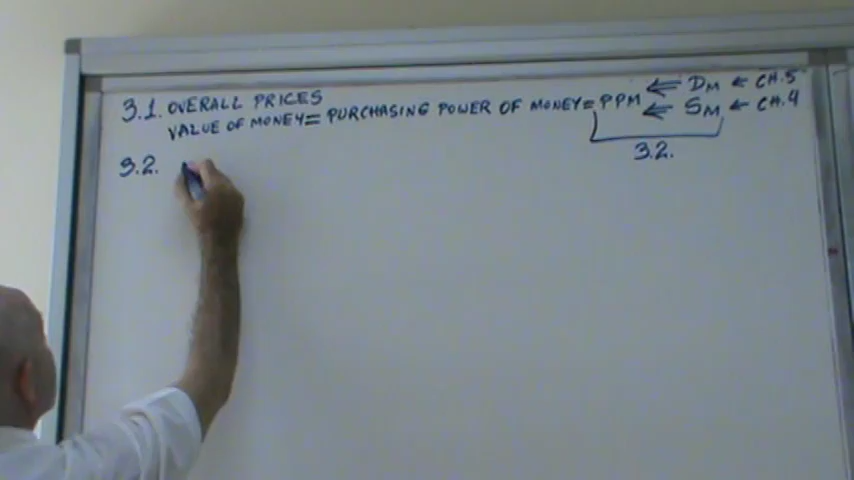 3.1. OVERALL PRICES
VALUE OF MONEY = PURCHASING POWER OF MONEY = PPM ⇐ DM ← CH.5
⇐ SM ← CH.4
3.2.
3.2.